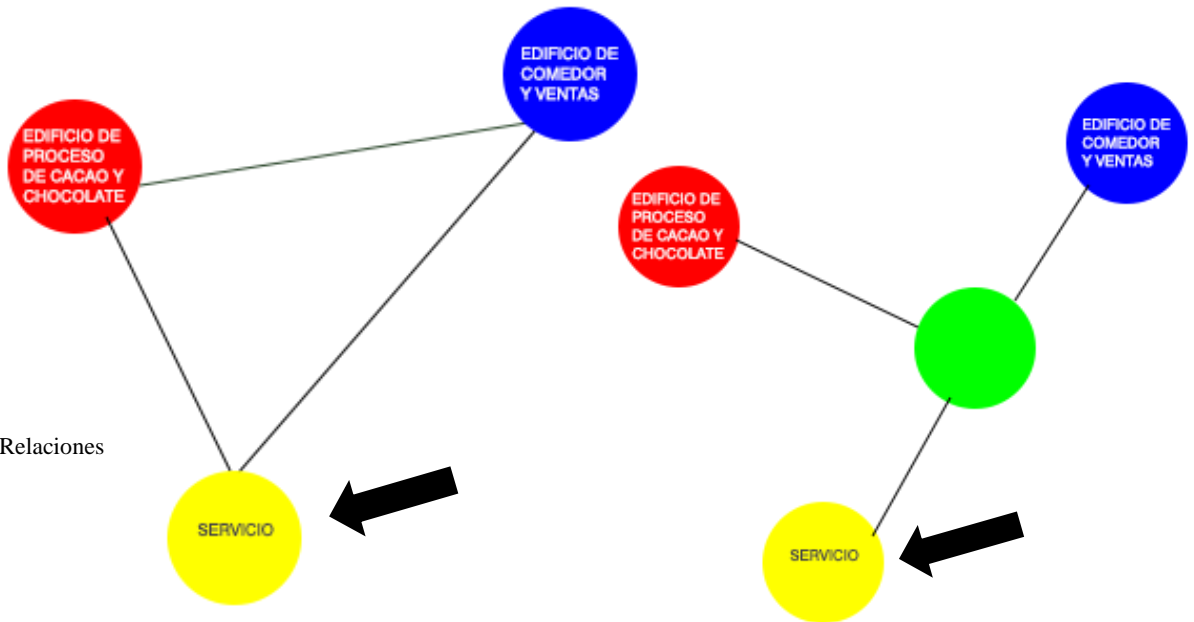 EDIFICIO DE
COMEDOR
Y VENTAS
EDIFICIO DE
PROCESO
DE CACAO Y
CHOCOLATE
SERVICIO
EDIFICIO DE
COMEDOR
Y VENTAS
EDIFICIO DE
PROCESO
DE CACAO Y
CHOCOLATE
SERVICIO
Relaciones